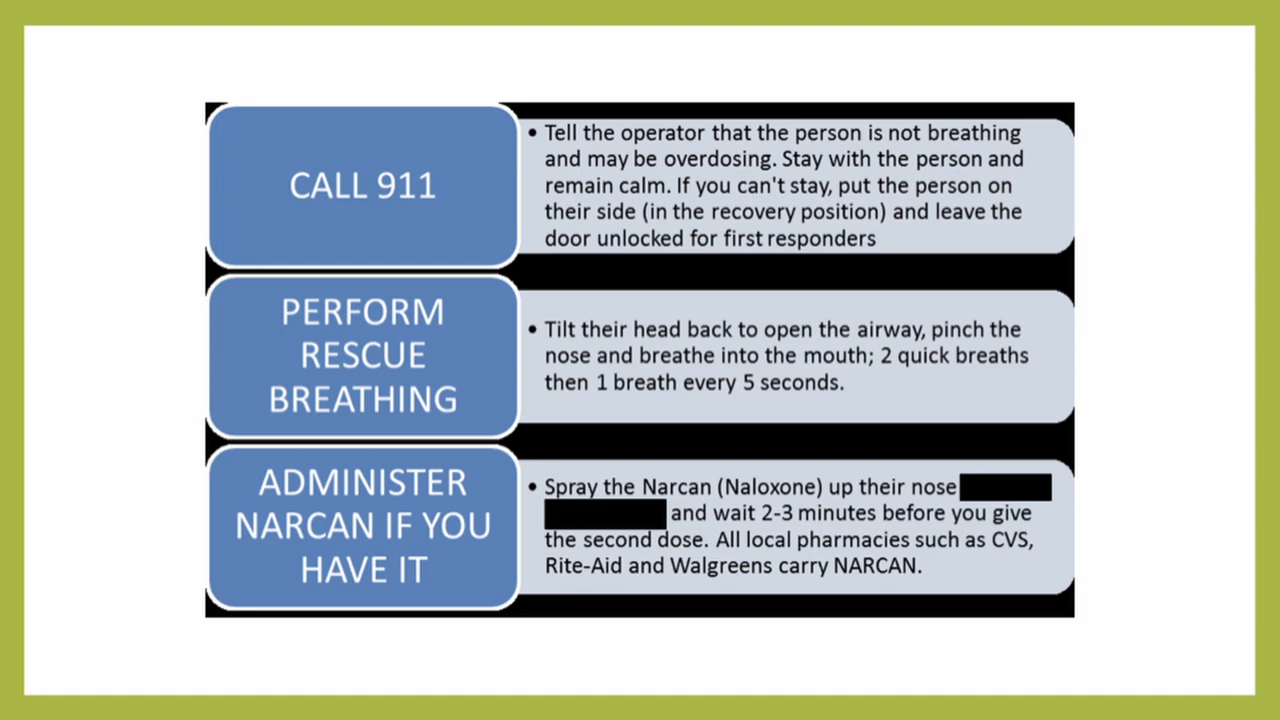 CALL 911
• Tell the operator that the person is not breathing
and may be overdosing. Stay with the person and
remain calm. If you can't stay, put the person on
their side (in the recovery position) and leave the
door unlocked for first responders
PERFORM
RESCUE
BREATHING
• Tilt their head back to open the airway, pinch the
nose and breathe into the mouth; 2 quick breaths
then 1 breath every 5 seconds.
ADMINISTER
NARCAN IF YOU
HAVE IT
• Spray the Narcan (Naloxone) up their nose
and wait 2-3 minutes before you give
the second dose. All local pharmacies such as CVS,
Rite-Aid and Walgreens carry NARCAN.